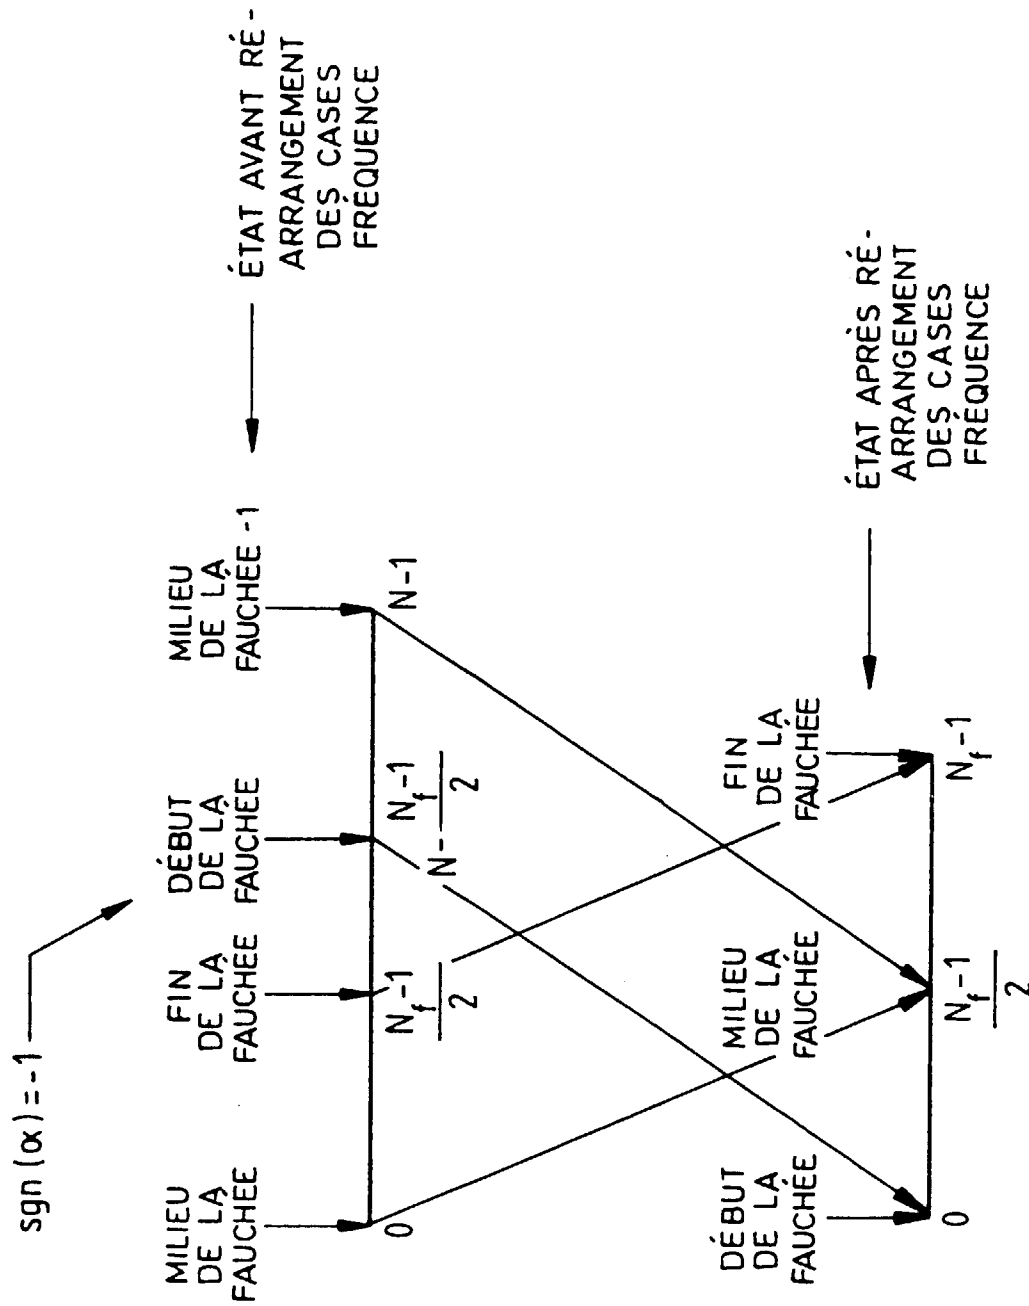 sgn (α) = -1
MILIEU
DE LA
FAUCHÉE
FIN
DE LA
FAUCHÉE
DÉBUT
DE LA
FAUCHÉE
MILIEU
DE LA
FAUCHÉE -1
ÉTAT AVANT RÉ-
ARRANGEMENT
DES CASES
FRÉQUENCE
0
N_f-1
2
N-
N_f-1
2
N-1
DÉBUT
DE LA
FAUCHÉE
MILIEU
DE LA
FAUCHÉE
FIN
DE LA
FAUCHÉE
ÉTAT APRÈS RÉ-
ARRANGEMENT
DES CASES
FRÉQUENCE
0
N_f-1
2
N_f-1